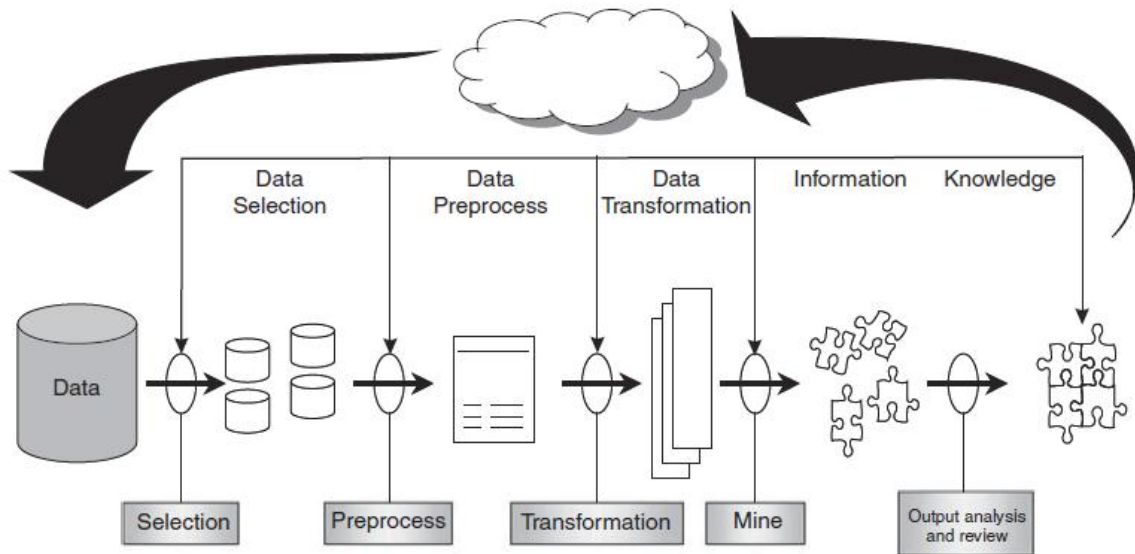 Data
Selection
Data
Preprocess
Data
Transformation
Information
Knowledge
Data
Selection
Preprocess
Transformation
Mine
Output analysis
and review